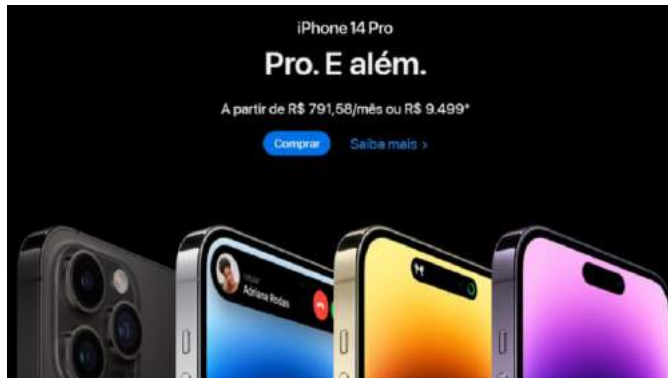 iPhone 14 Pro
Pro. E além.
A partir de R$ 791,58/mês ou R$ 9.499*
Comprar
Saiba mais >
Adriana Rodas